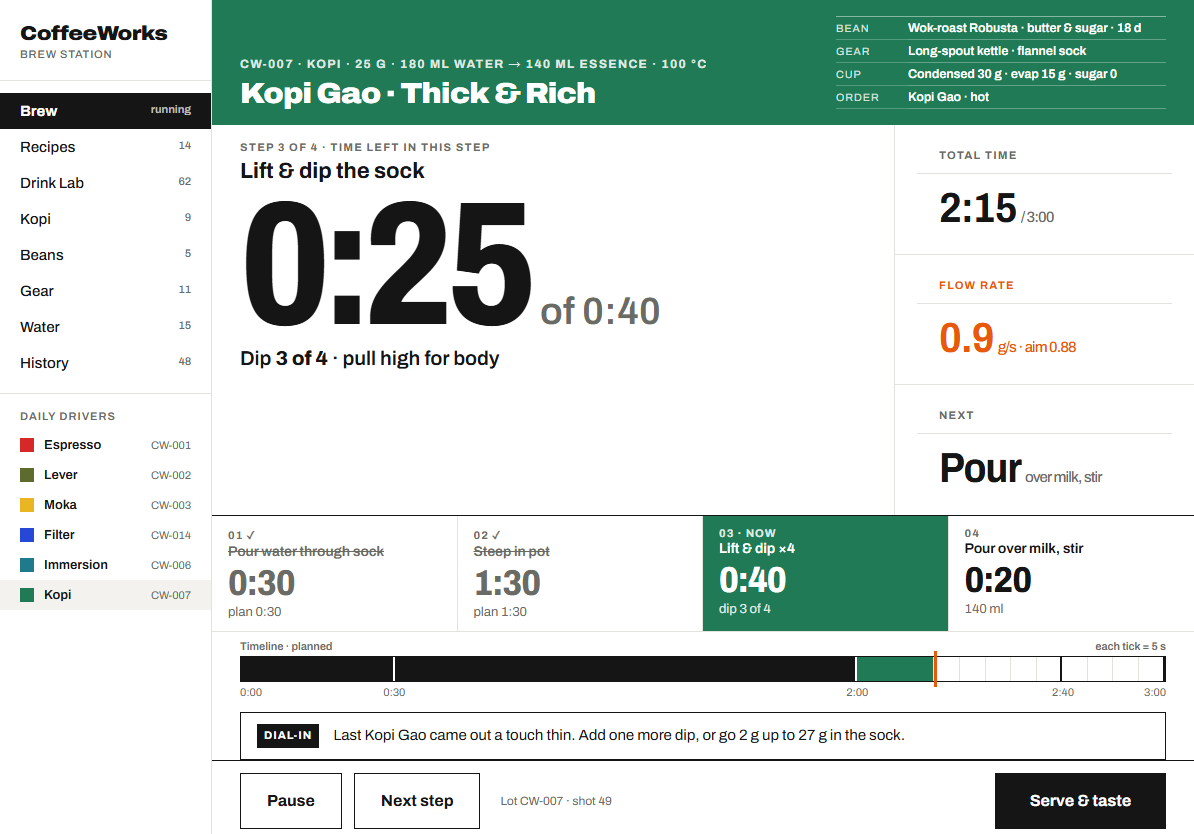 CoffeeWorks
BREW STATION
Brew running
Recipes 14
Drink Lab 62
Kopi 9
Beans 5
Gear 11
Water 15
History 48
DAILY DRIVERS
Espresso CW-001
Lever CW-002
Moka CW-003
Filter CW-014
Immersion CW-006
Kopi CW-007
CW-007 · KOPI · 25 G · 180 ML WATER → 140 ML ESSENCE · 100 °C
Kopi Gao · Thick & Rich
BEAN Wok-roast Robusta · butter & sugar · 18 d
GEAR Long-spout kettle · flannel sock
CUP Condensed 30 g · evap 15 g · sugar 0
ORDER Kopi Gao · hot
STEP 3 OF 4 · TIME LEFT IN THIS STEP
Lift & dip the sock
0:25 of 0:40
Dip 3 of 4 · pull high for body
TOTAL TIME
2:15 / 3:00
FLOW RATE
0.9 g/s · aim 0.88
NEXT
Pour over milk, stir
01 ✓
Pour water through sock
0:30
plan 0:30
02 ✓
Steep in pot
1:30
plan 1:30
03 · NOW
Lift & dip ×4
0:40
dip 3 of 4
04
Pour over milk, stir
0:20
140 ml
Timeline · planned each tick = 5 s
0:00 0:30 2:00 2:40 3:00
DIAL-IN Last Kopi Gao came out a touch thin. Add one more dip, or go 2 g up to 27 g in the sock.
Pause Next step Lot CW-007 · shot 49 Serve & taste